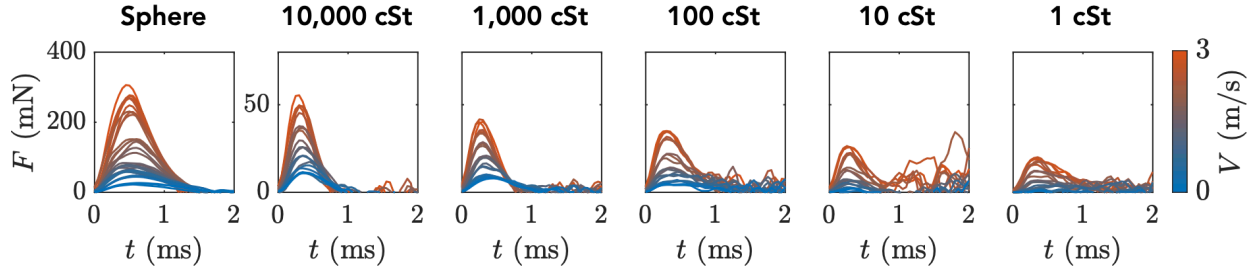 Sphere 10,000 cSt 1,000 cSt 100 cSt 10 cSt 1 cSt
400
200
0
F (mN)
50
0
3
0
V (m/s)
0 1 2 0 1 2 0 1 2 0 1 2 0 1 2 0 1 2
t (ms) t (ms) t (ms) t (ms) t (ms) t (ms)